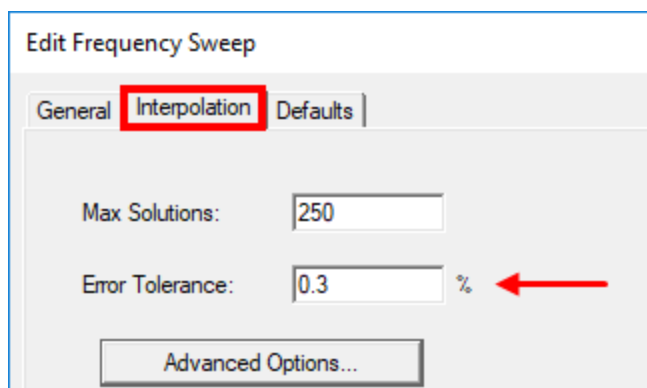 Edit Frequency Sweep
General Interpolation Defaults
Max Solutions: 250
Error Tolerance: 0.3 %
Advanced Options...